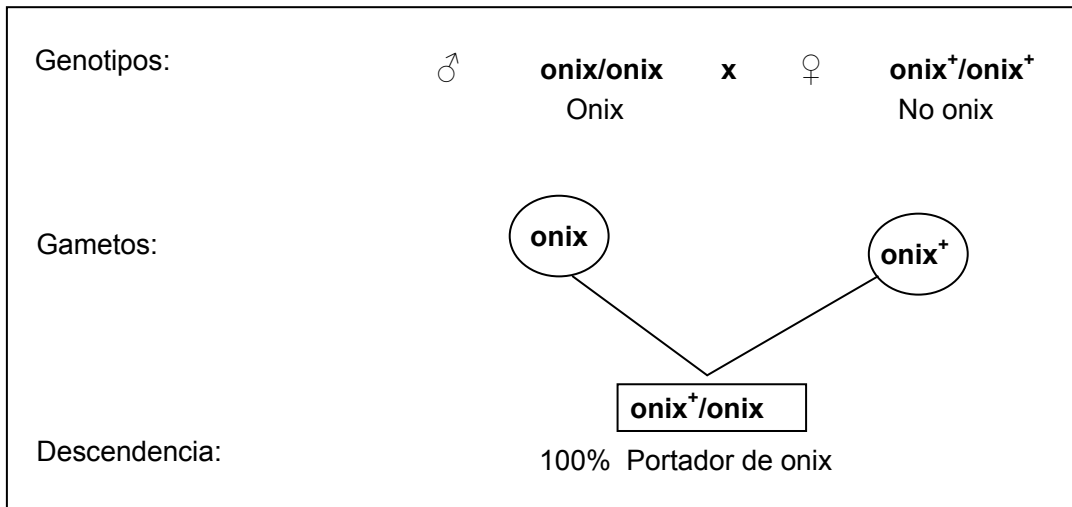 Genotipos: ♂ onix/onix x ♀ onix⁺/onix⁺
Onix No onix
Gametos: onix onix⁺
onix⁺/onix
Descendencia: 100% Portador de onix